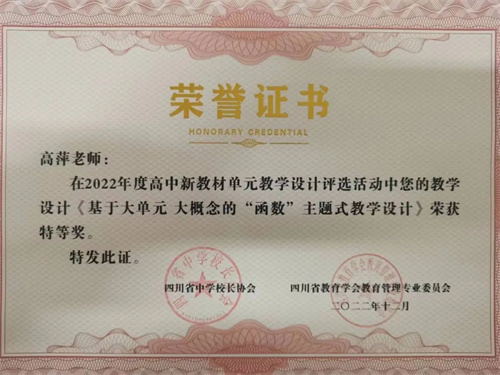 荣誉证书
HONORARY CREDENTIAL
高萍老师：
在2022年度高中新教材单元教学设计评选活动中您的教学
设计《基于大单元 大概念的“函数”主题式教学设计》荣获
特等奖。
特发此证。
四川省中学校长协会
四川省教育学会教育管理专业委员会
二〇二二年十二月